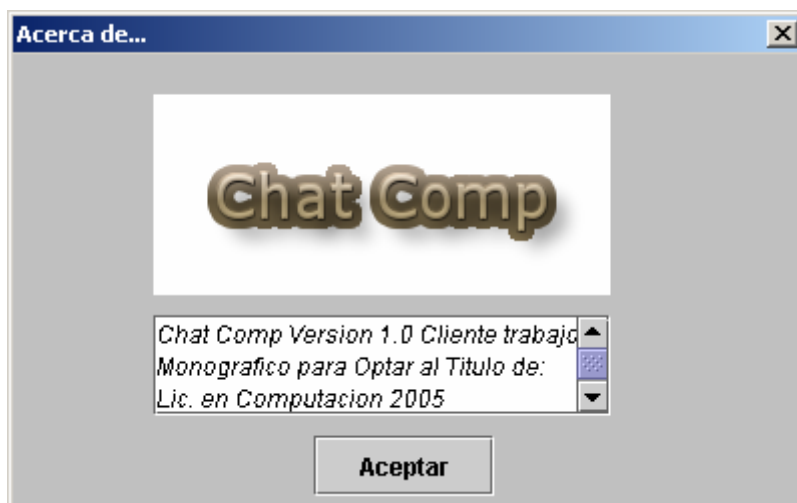 Acerca de...
Chat Comp
Chat Comp Version 1.0 Cliente trabajo
Monografico para Optar al Titulo de:
Lic. en Computacion 2005
Aceptar